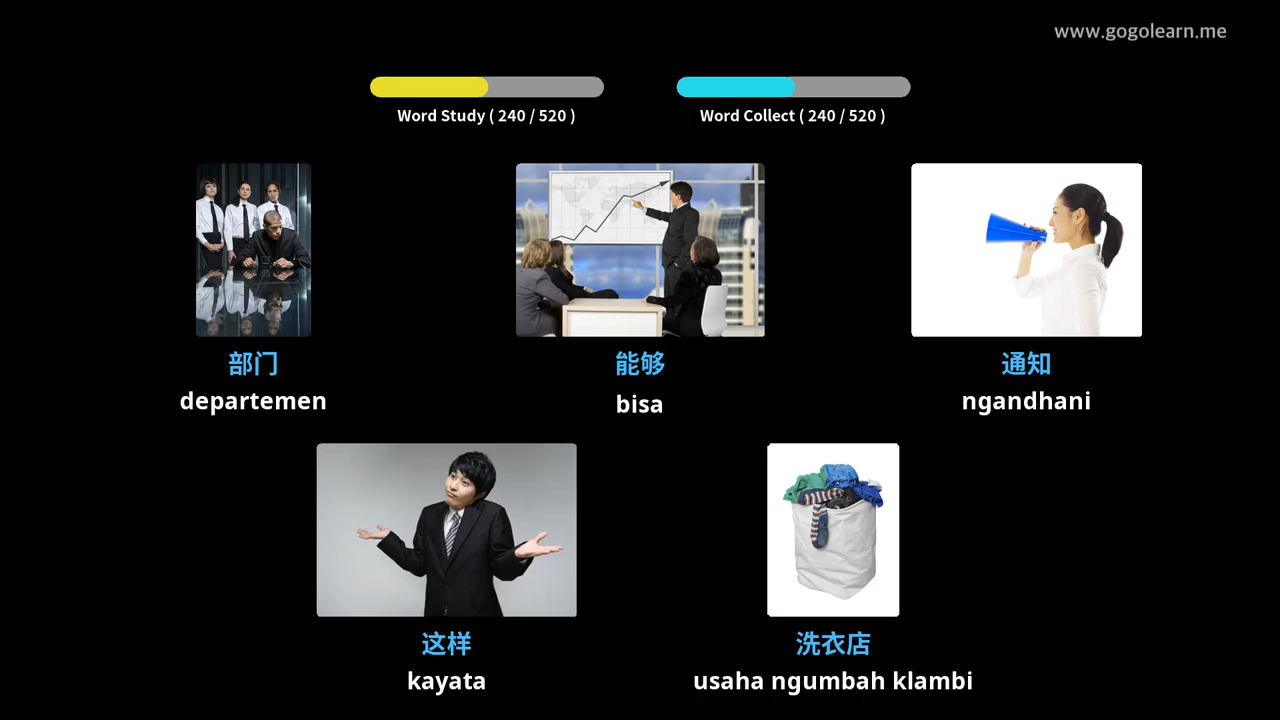 www.gogolearn.me
Word Study ( 240 / 520 )
Word Collect ( 240 / 520 )
部门
departemen
能够
bisa
通知
ngandhani
这样
kayata
洗衣店
usaha ngumbah klambi